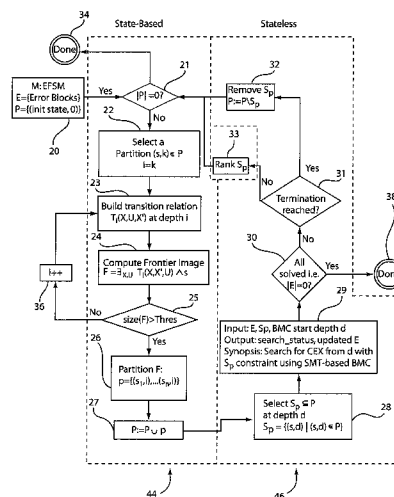 34
State-Based
Stateless
Done
21
32
M:EFSM
E={Error Blocks}
P={(init state, 0)}
Yes
|P|=0?
Remove Sₚ
P:=P\Sₚ
20
No
22
33
Select a
Partition (s,k)∈ P
i=k
Rank Sₚ
Yes
31
23
No
Termination
reached?
38
Build transition relation
Tᵢ(X,U,X') at depth i
24
30
No
i++
Compute Frontier Image
F =∃ₓ,ᵤ Tᵢ(X,X',U) ∧ s
All
solved i.e.
|E|=0?
Yes
Done
36
25
29
No
size(F)>Thres
Input: E, Sp, BMC start depth d
Output: search_status, updated E
Synopsis: Search for CEX from d with
Sₚ constraint using SMT-based BMC
26
Yes
Partition F:
p={(s₁,i),...(sₙ,i)}
27
Select Sₚ ⊆ P
at depth d
Sₚ = {(s,d) | (s,d) ∈ P}
28
P:=P ∪ p
44
46